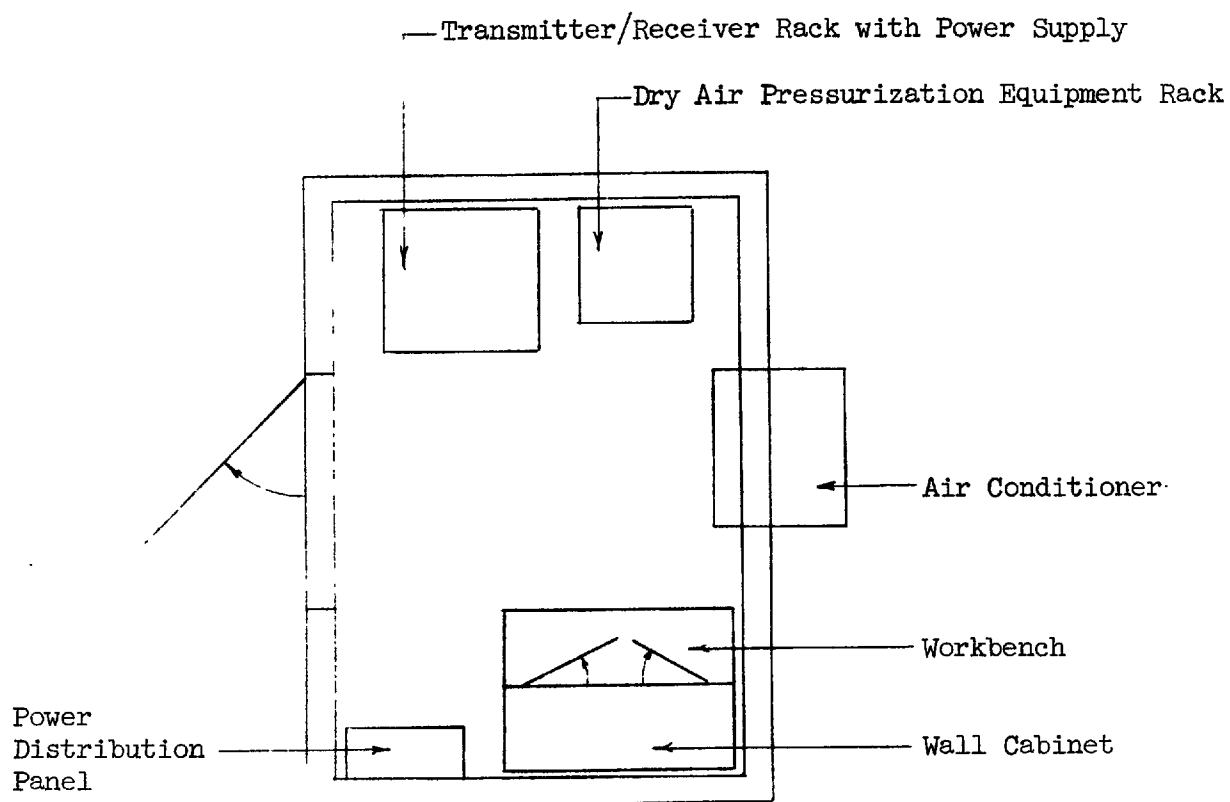 Transmitter/Receiver Rack with Power Supply
Dry Air Pressurization Equipment Rack
Air Conditioner
Workbench
Power
Distribution
Panel
Wall Cabinet